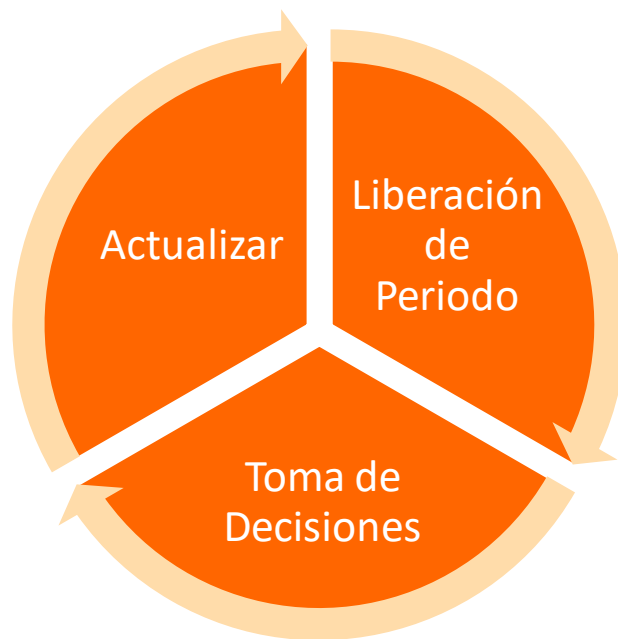 Actualizar
Liberación
de
Periodo
Toma de
Decisiones